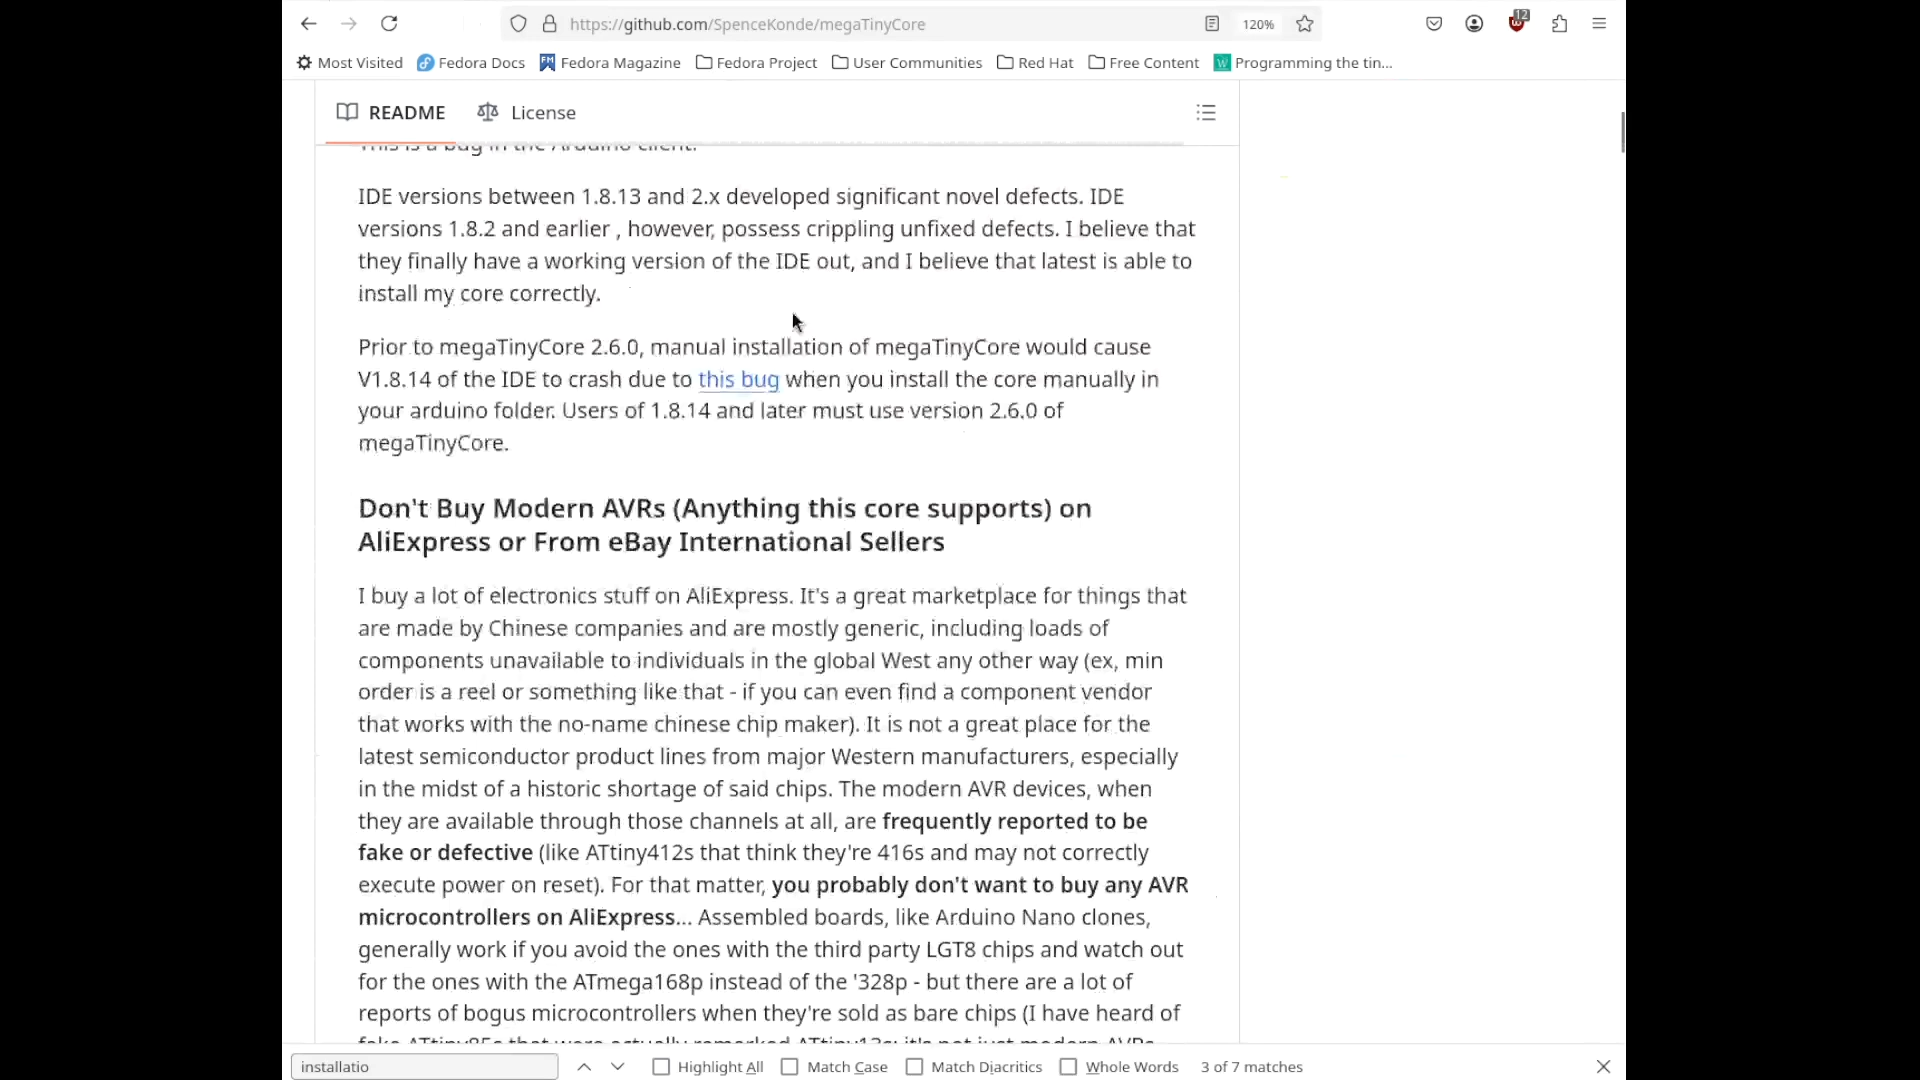 https://github.com/SpenceKonde/megaTinyCore
120%
12
Most Visited
Fedora Docs
Fedora Magazine
Fedora Project
User Communities
Red Hat
Free Content
Programming the tin...
README
License
This is a bug in the Arduino client.
IDE versions between 1.8.13 and 2.x developed significant novel defects. IDE
versions 1.8.2 and earlier , however, possess crippling unfixed defects. I believe that
they finally have a working version of the IDE out, and I believe that latest is able to
install my core correctly.
Prior to megaTinyCore 2.6.0, manual installation of megaTinyCore would cause
V1.8.14 of the IDE to crash due to this bug when you install the core manually in
your arduino folder. Users of 1.8.14 and later must use version 2.6.0 of
megaTinyCore.
Don't Buy Modern AVRs (Anything this core supports) on
AliExpress or From eBay International Sellers
I buy a lot of electronics stuff on AliExpress. It's a great marketplace for things that
are made by Chinese companies and are mostly generic, including loads of
components unavailable to individuals in the global West any other way (ex, min
order is a reel or something like that - if you can even find a component vendor
that works with the no-name chinese chip maker). It is not a great place for the
latest semiconductor product lines from major Western manufacturers, especially
in the midst of a historic shortage of said chips. The modern AVR devices, when
they are available through those channels at all, are frequently reported to be
fake or defective (like ATtiny412s that think they're 416s and may not correctly
execute power on reset). For that matter, you probably don't want to buy any AVR
microcontrollers on AliExpress... Assembled boards, like Arduino Nano clones,
generally work if you avoid the ones with the third party LGT8 chips and watch out
for the ones with the ATmega168p instead of the '328p - but there are a lot of
reports of bogus microcontrollers when they're sold as bare chips (I have heard of
fake ATtiny85s that were actually remarked ATtiny13s; it's not just modern AVRs
installatio
Highlight All
Match Case
Match Diacritics
Whole Words
3 of 7 matches